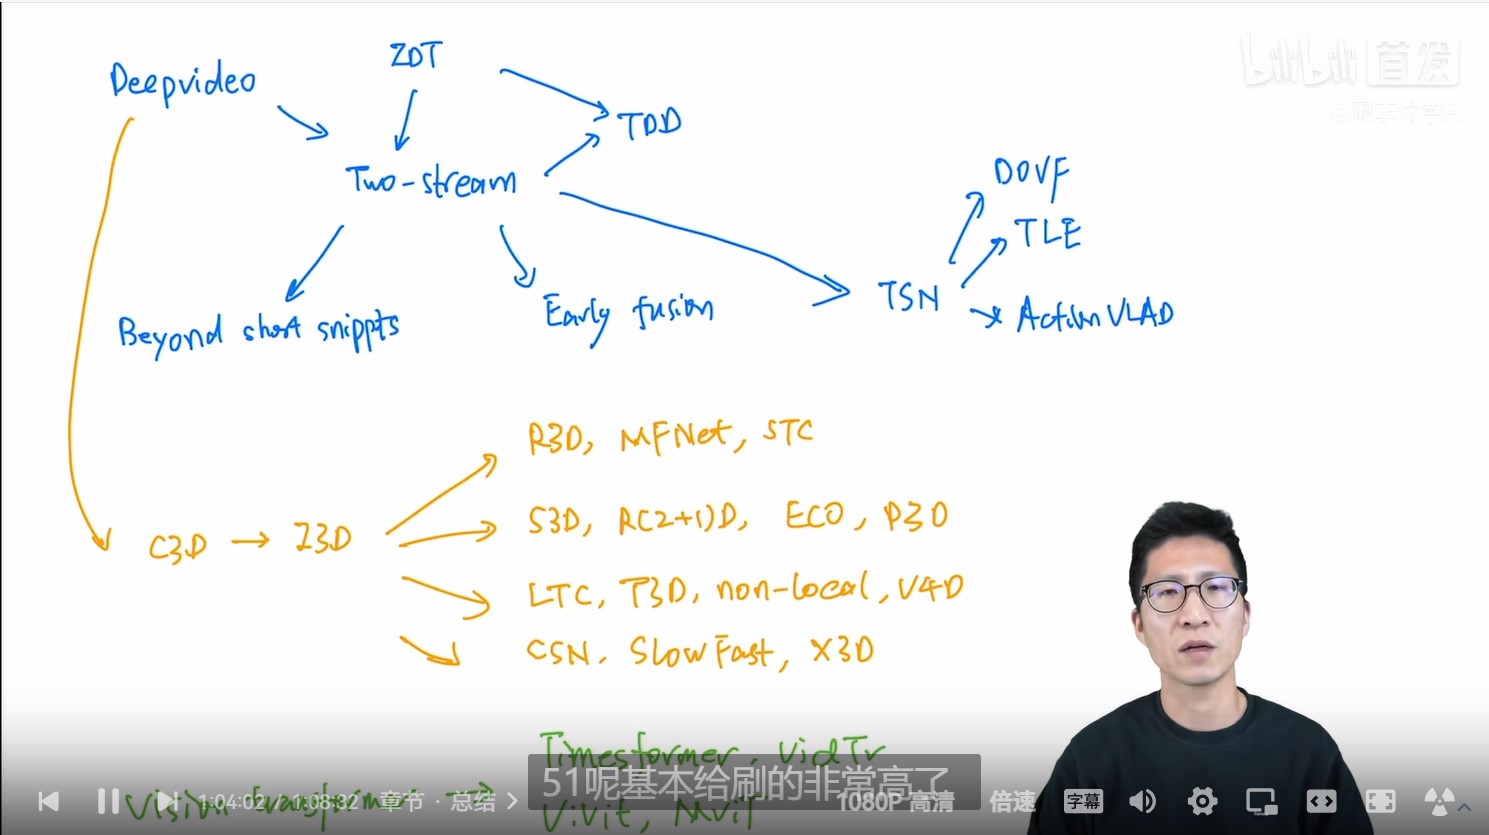 bilibili 首发
Deepvideo
IDT
TDD
Two-stream
DOVF
TLE
TSN
ActionVLAD
Beyond short snippts
Early fusion
R3D, MFNet, STC
S3D, R(2+1)D, ECO, P3D
C3D → I3D
LTC, T3D, non-local, V4D
CSN. SlowFast, X3D
Timesformer, VidTr
51呢基本给刷的非常高了
Vision transformer
ViVit, MViT
1:04:02 / 1:08:32 章节 · 总结
1080P 高清
倍速
字幕